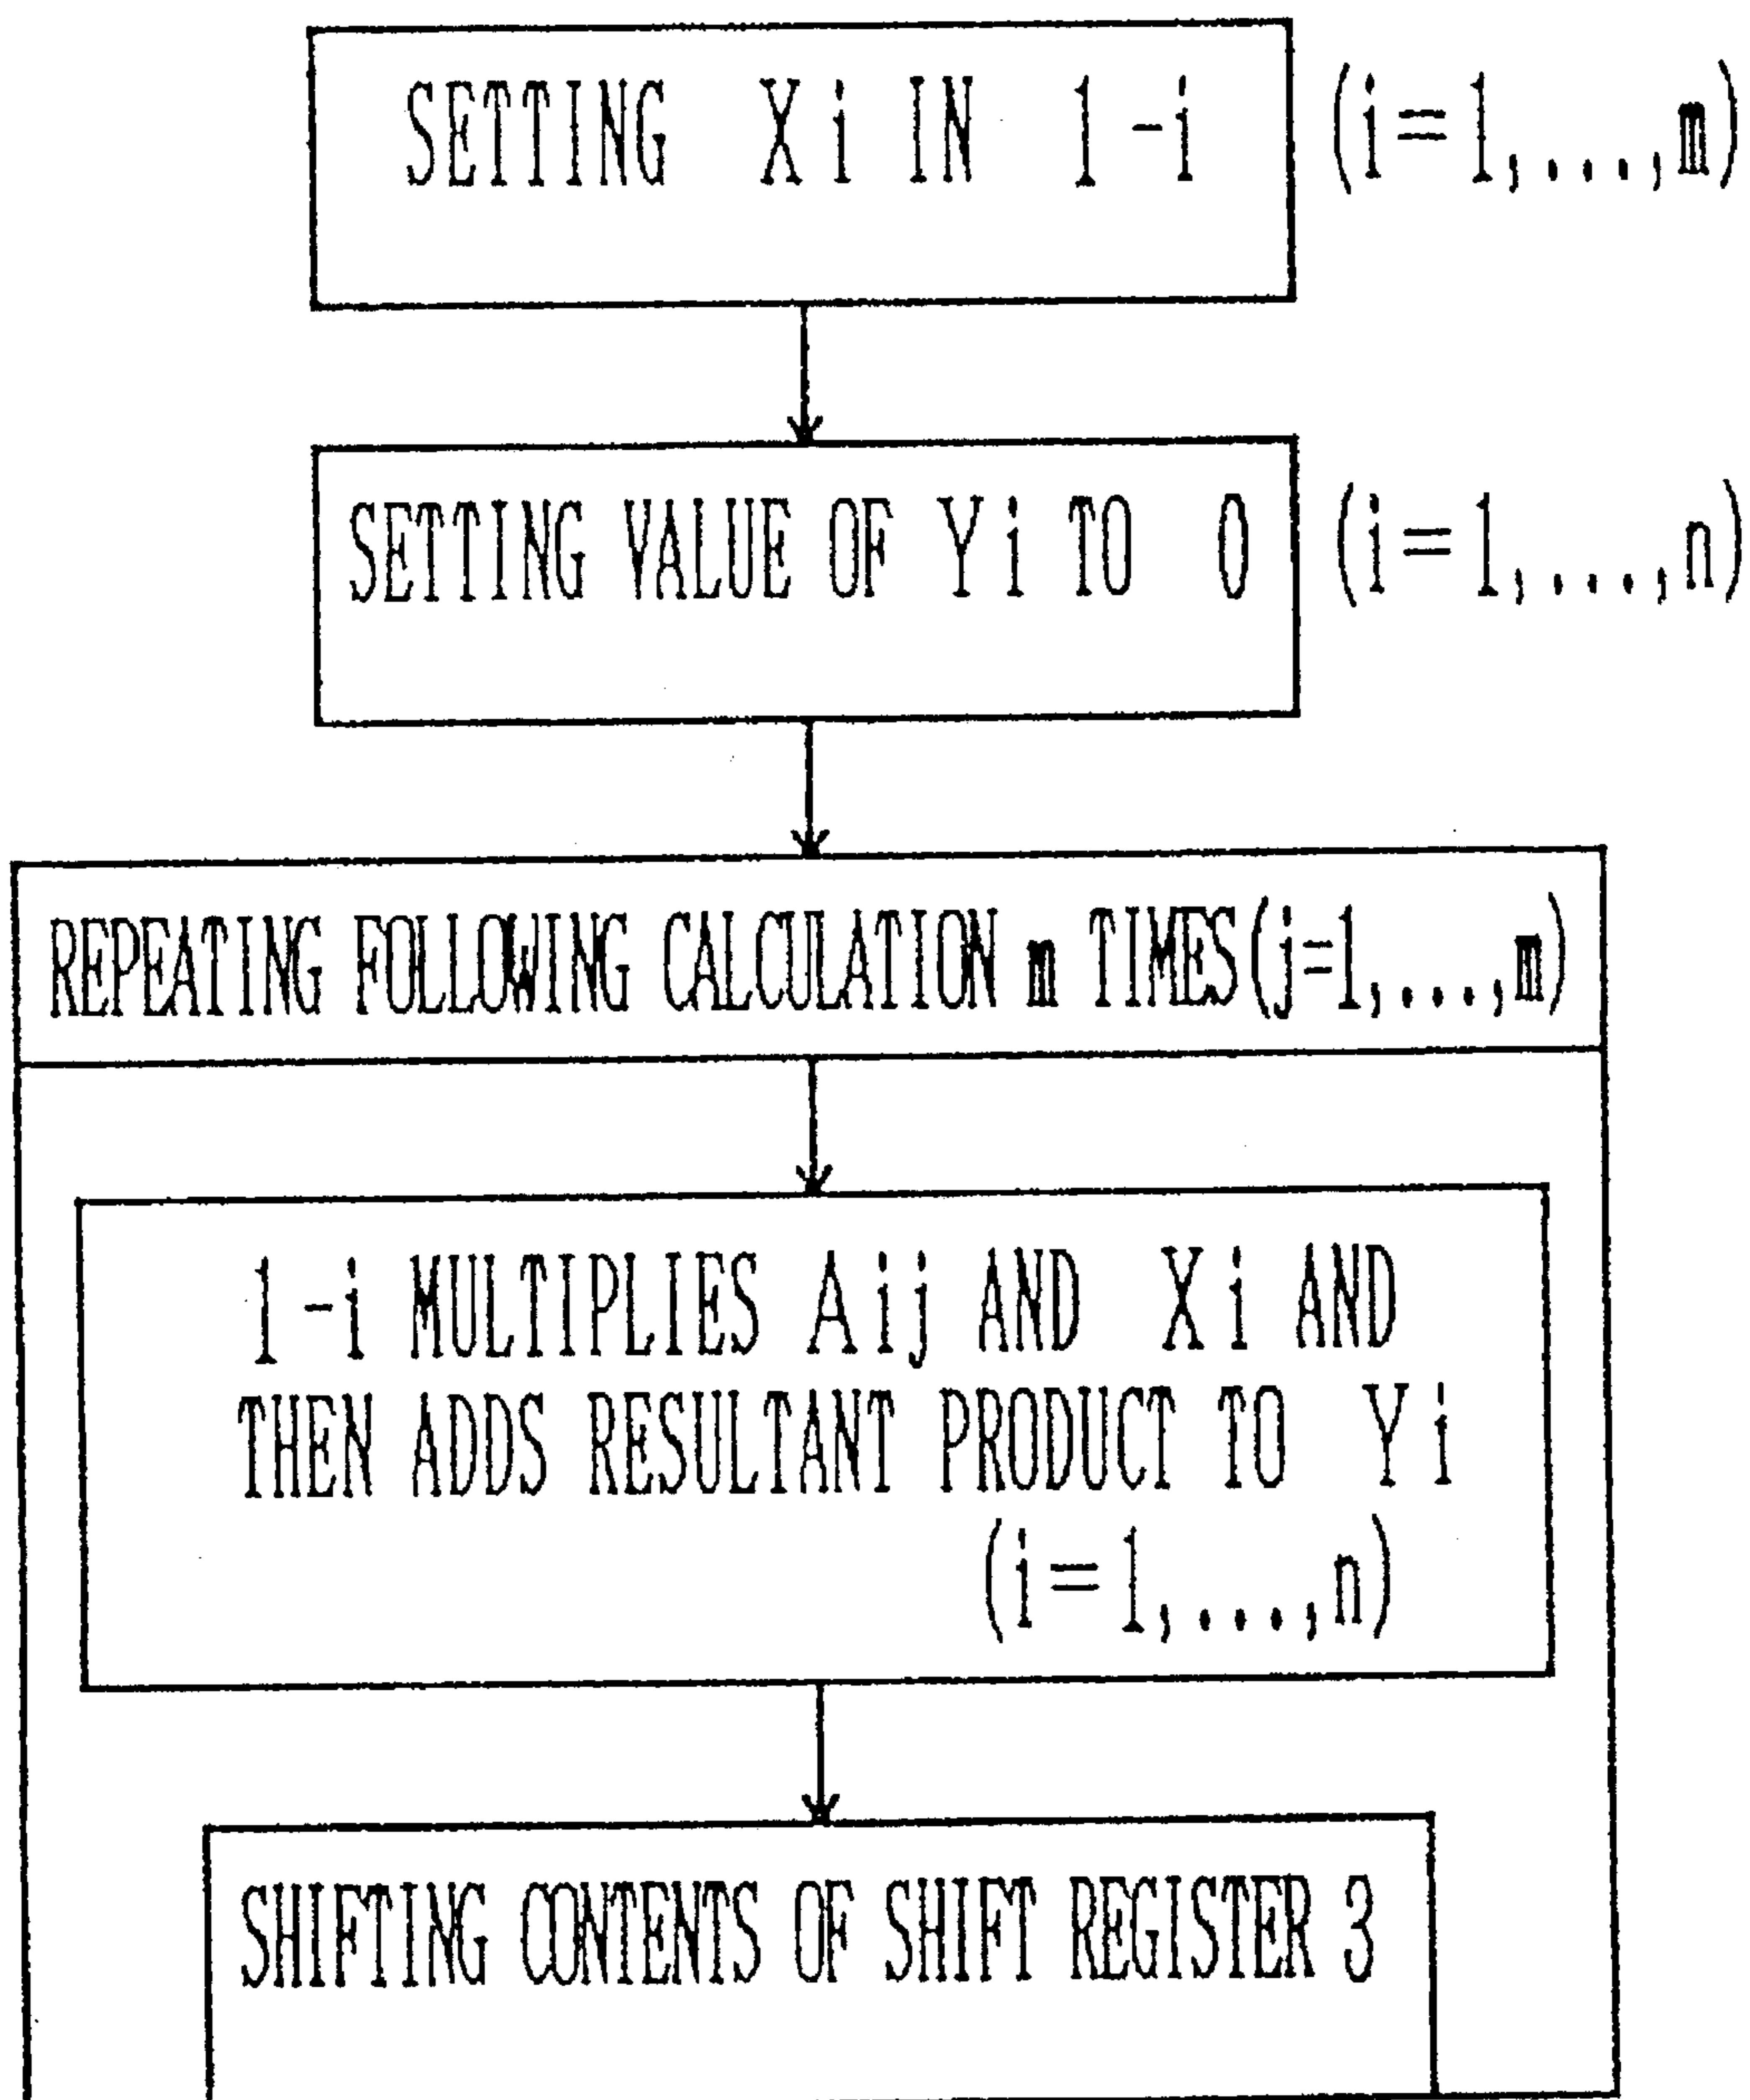 SETTING Xi IN 1-i (i=1,...,m)
SETTING VALUE OF Yi TO 0 (i=1,...,n)
REPEATING FOLLOWING CALCULATION m TIMES(j=1,...,m)
1-i MULTIPLIES Aij AND Xi AND
THEN ADDS RESULTANT PRODUCT TO Yi
(i=1,...,n)
SHIFTING CONTENTS OF SHIFT REGISTER 3